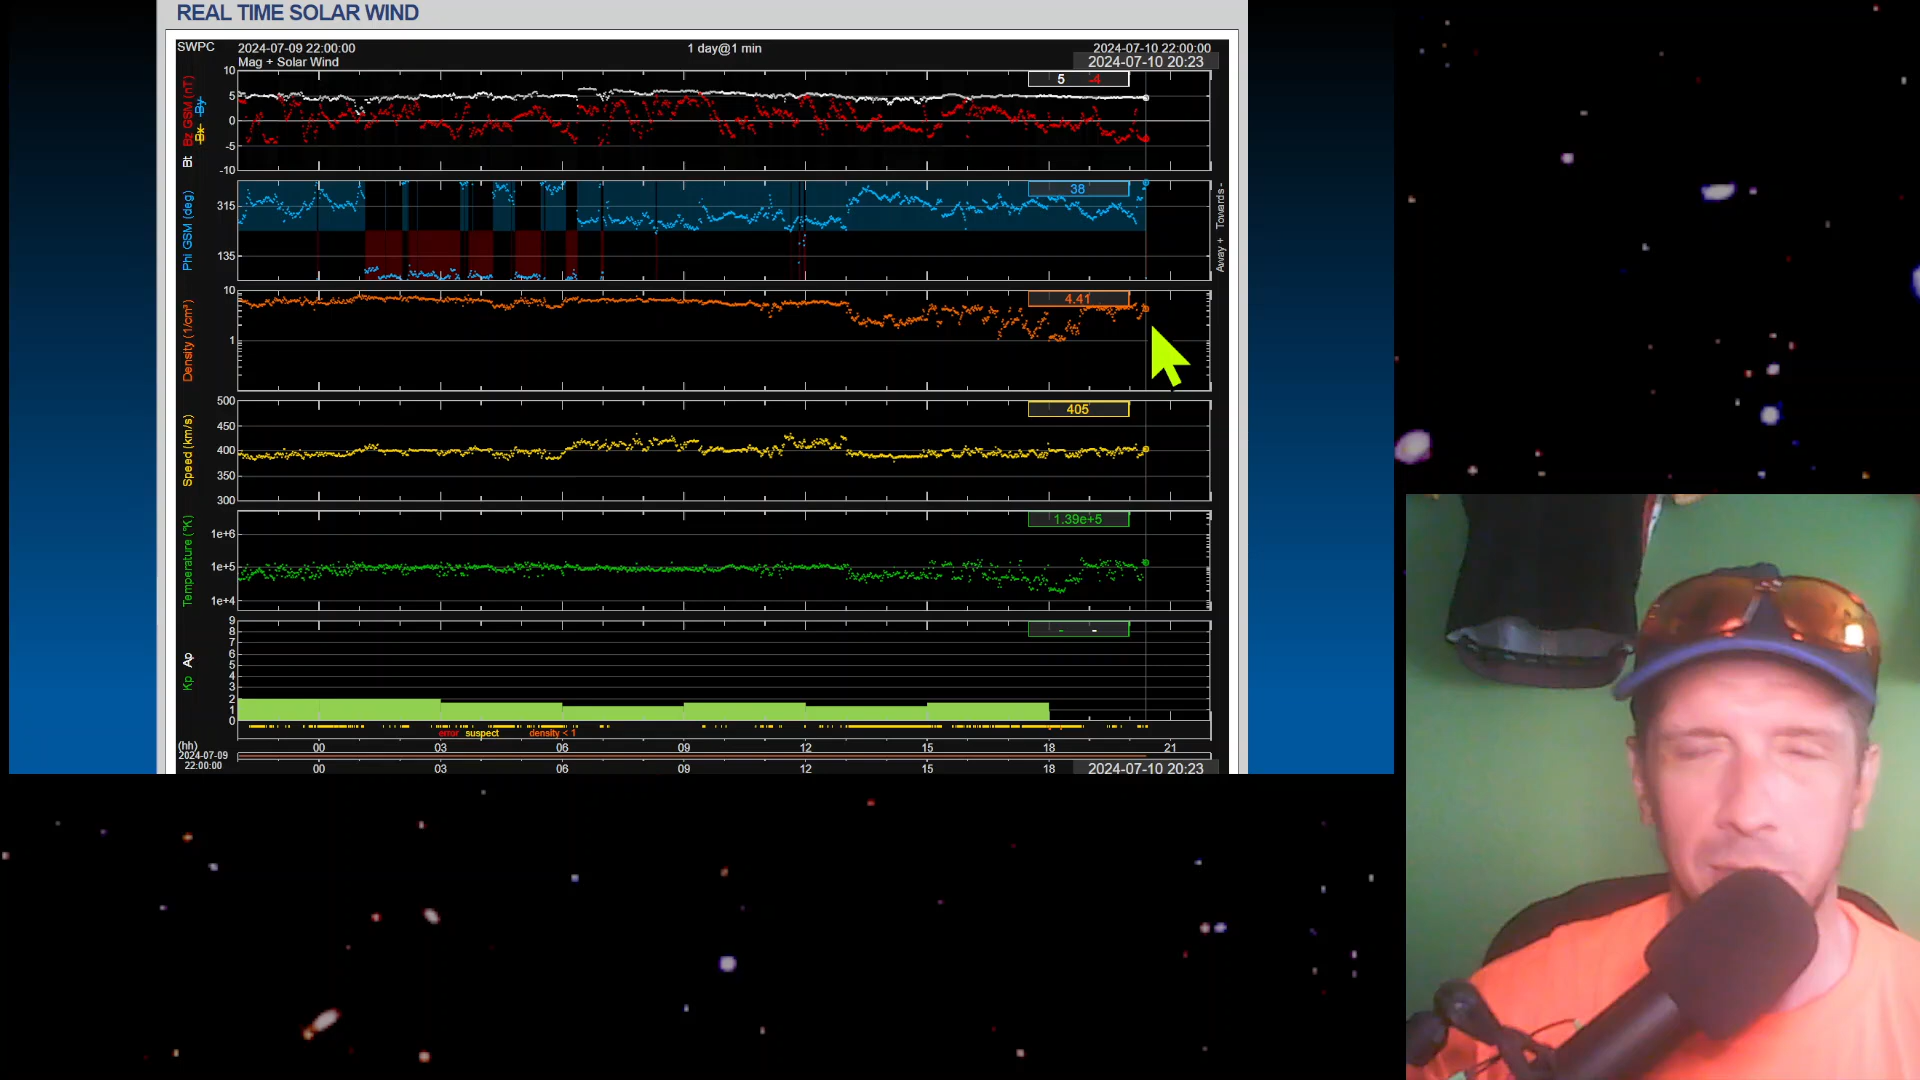 REAL TIME SOLAR WIND
SWPC 2024-07-09 22:00:00 1 day@1 min 2024-07-10 22:00:00
Mag + Solar Wind 2024-07-10 20:23
Bt Bz GSM (nT) -Bx- -By-
10
5
0
-5
-10
5 -4
Phi GSM (deg)
315
135
38
Away + Towards -
Density (1/cm³)
10
1
4.41
Speed (km/s)
500
450
400
350
300
405
Temperature (°K)
1e+6
1e+5
1e+4
1.39e+5
Kp Ap
9
8
7
6
5
4
3
2
1
0
- -
error suspect density < 1
(hh) 00 03 06 09 12 15 18 21
2024-07-09
22:00:00 00 03 06 09 12 15 18 2024-07-10 20:23